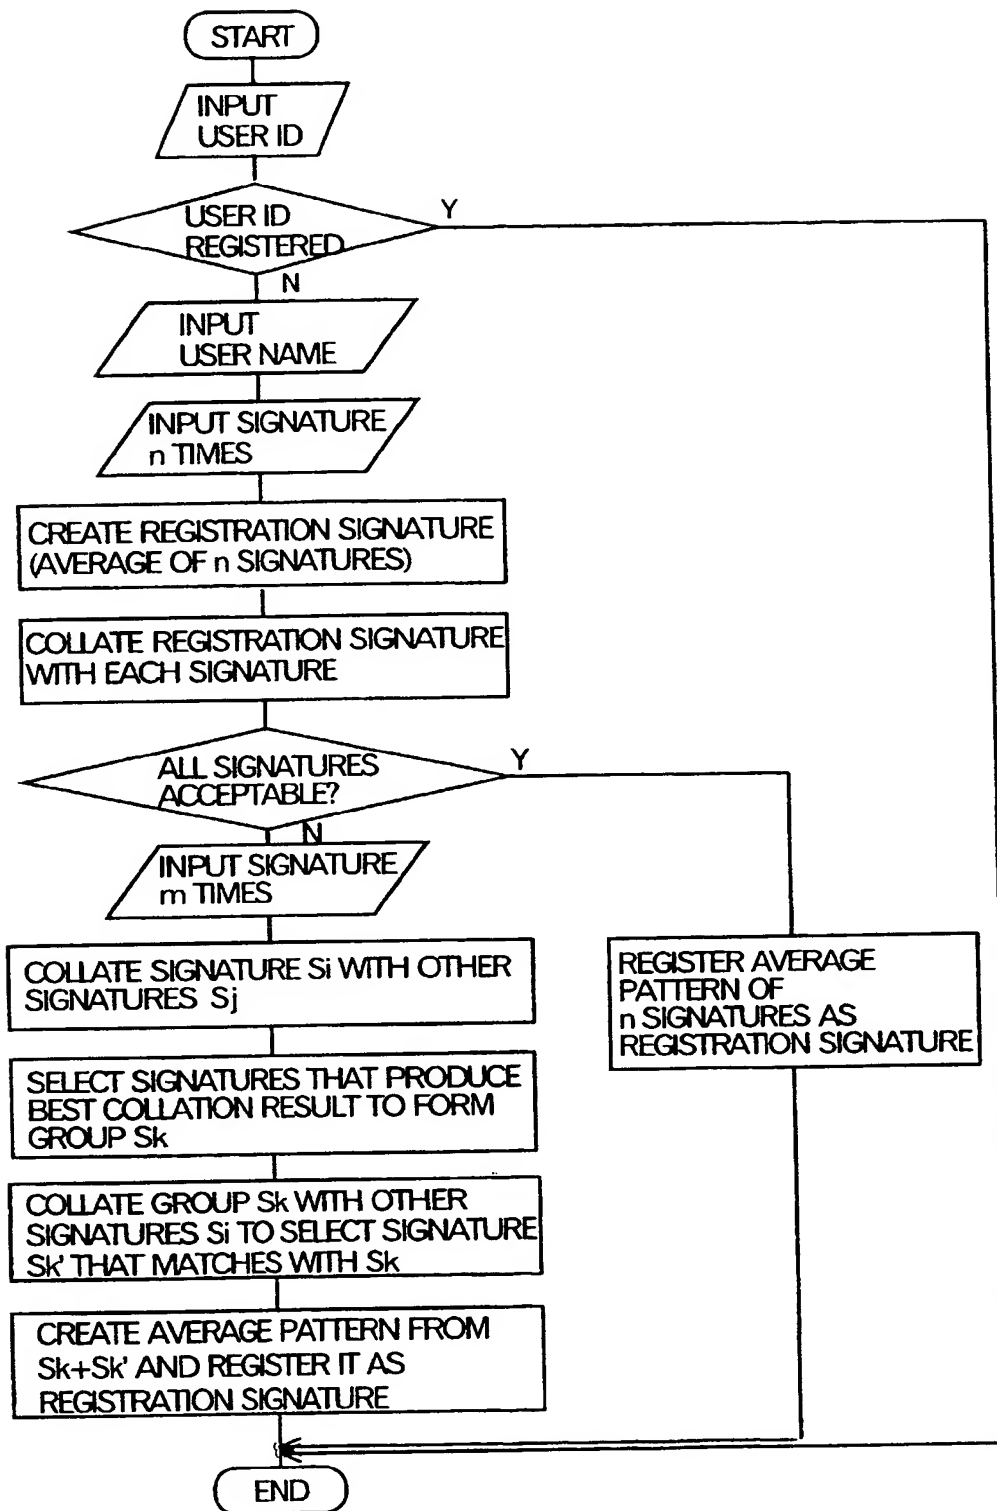 START
INPUT
USER ID
USER ID
REGISTERED
Y
N
INPUT
USER NAME
INPUT SIGNATURE
n TIMES
CREATE REGISTRATION SIGNATURE
(AVERAGE OF n SIGNATURES)
COLLATE REGISTRATION SIGNATURE
WITH EACH SIGNATURE
ALL SIGNATURES
ACCEPTABLE?
Y
N
INPUT SIGNATURE
m TIMES
COLLATE SIGNATURE Si WITH OTHER
SIGNATURES Sj
SELECT SIGNATURES THAT PRODUCE
BEST COLLATION RESULT TO FORM
GROUP Sk
COLLATE GROUP Sk WITH OTHER
SIGNATURES Si TO SELECT SIGNATURE
Sk' THAT MATCHES WITH Sk
CREATE AVERAGE PATTERN FROM
Sk+Sk' AND REGISTER IT AS
REGISTRATION SIGNATURE
REGISTER AVERAGE
PATTERN OF
n SIGNATURES AS
REGISTRATION SIGNATURE
END